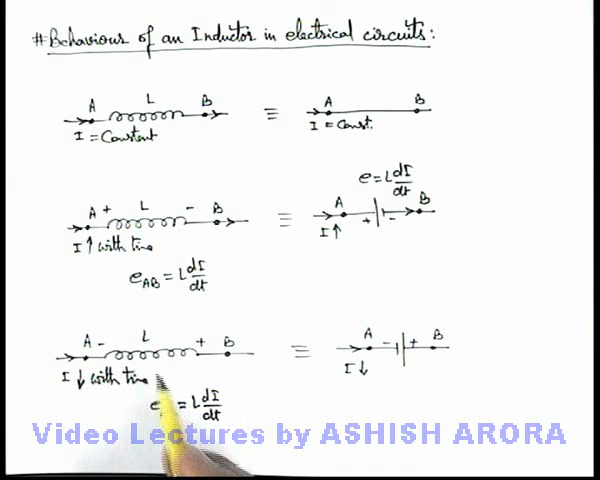 # Behaviour of an Inductor in electrical circuits:
A L B ≡ A B
I = Constant I = Const.
e = L dI/dt
A + L - B ≡ A + - B
I ↑ with time I ↑
e_AB = L dI/dt
A - L + B ≡ A - + B
I ↓ with time I ↓
e = L dI/dt
Video Lectures by ASHISH ARORA